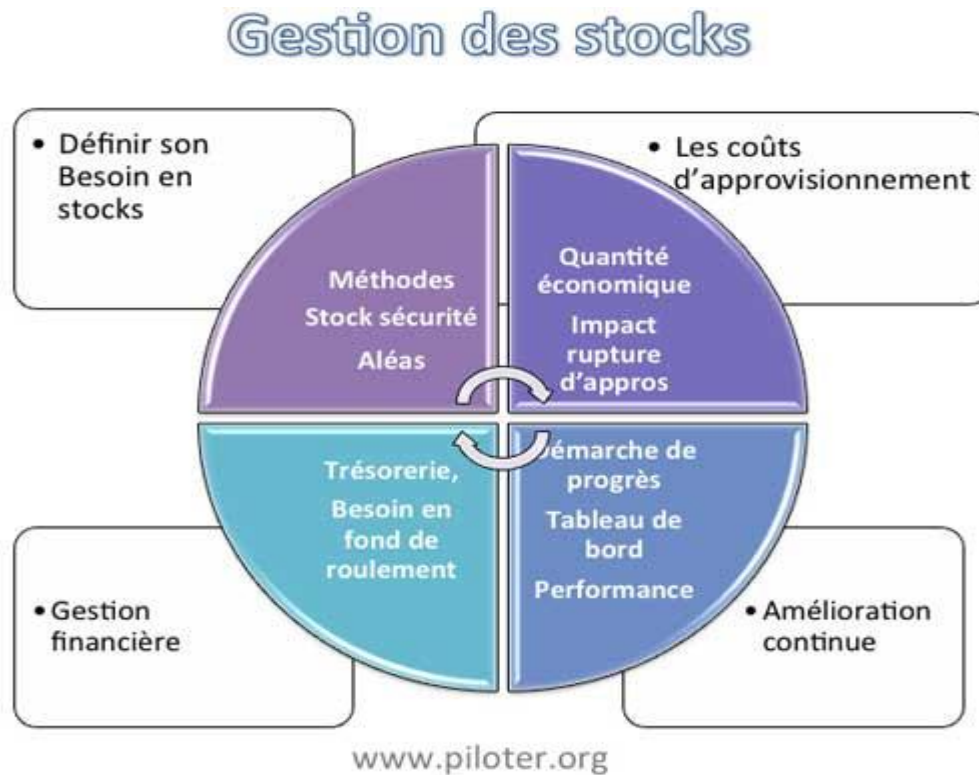 Gestion des stocks
• Définir son
Besoin en
stocks
• Les coûts
d'approvisionnement
Méthodes
Stock sécurité
Aléas
Quantité
économique
Impact
rupture
d'appros
Trésorerie,
Besoin en
fond de
roulement
Démarche de
progrès
Tableau de
bord
Performance
• Gestion
financière
• Amélioration
continue
www.piloter.org